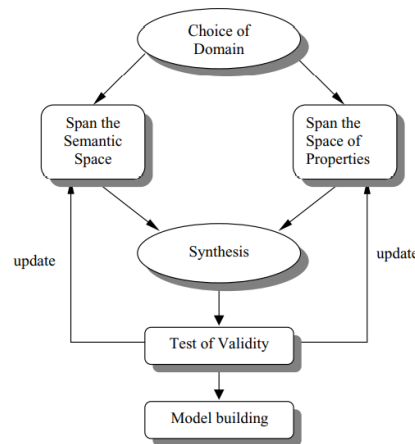 Choice of
Domain
Span the
Semantic
Space
Span the
Space of
Properties
Synthesis
update
update
Test of Validity
Model building